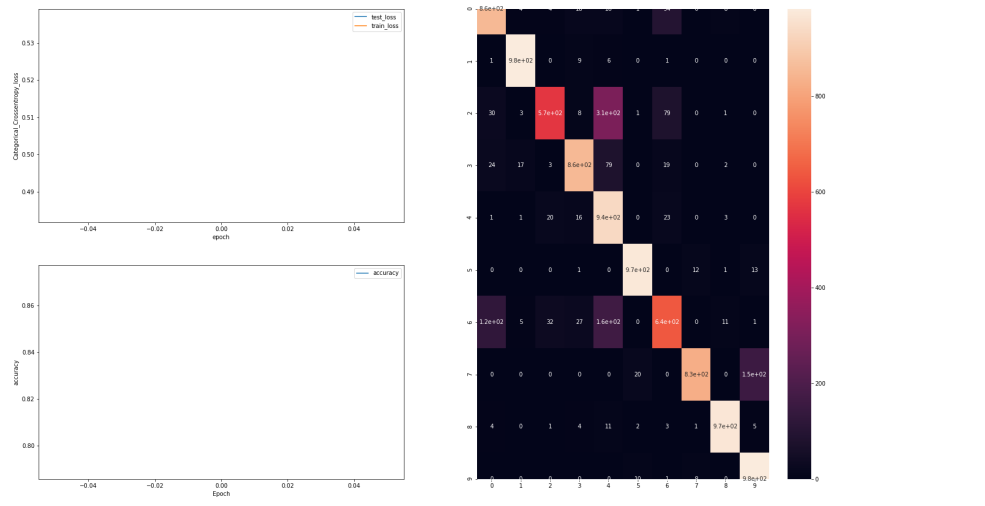 test_loss
train_loss
0.53
0.52
0.51
0.50
0.49
Categorical_Crossentropy_loss
−0.04 −0.02 0.00 0.02 0.04
epoch
accuracy
0.86
0.84
0.82
0.80
accuracy
−0.04 −0.02 0.00 0.02 0.04
Epoch
0 8.6e+02
1 1 9.8e+02 0 9 6 0 1 0 0 0
2 30 3 5.7e+02 8 3.1e+02 1 79 0 1 0
3 24 17 3 8.6e+02 79 0 19 0 2 0
4 1 1 20 16 9.4e+02 0 23 0 3 0
5 0 0 0 1 0 9.7e+02 0 12 1 13
6 1.2e+02 5 32 27 1.6e+02 0 6.4e+02 0 11 1
7 0 0 0 0 0 20 0 8.3e+02 0 1.5e+02
8 4 0 1 4 11 2 3 1 9.7e+02 5
9 9.8e+02
0 1 2 3 4 5 6 7 8 9
800
600
400
200
0